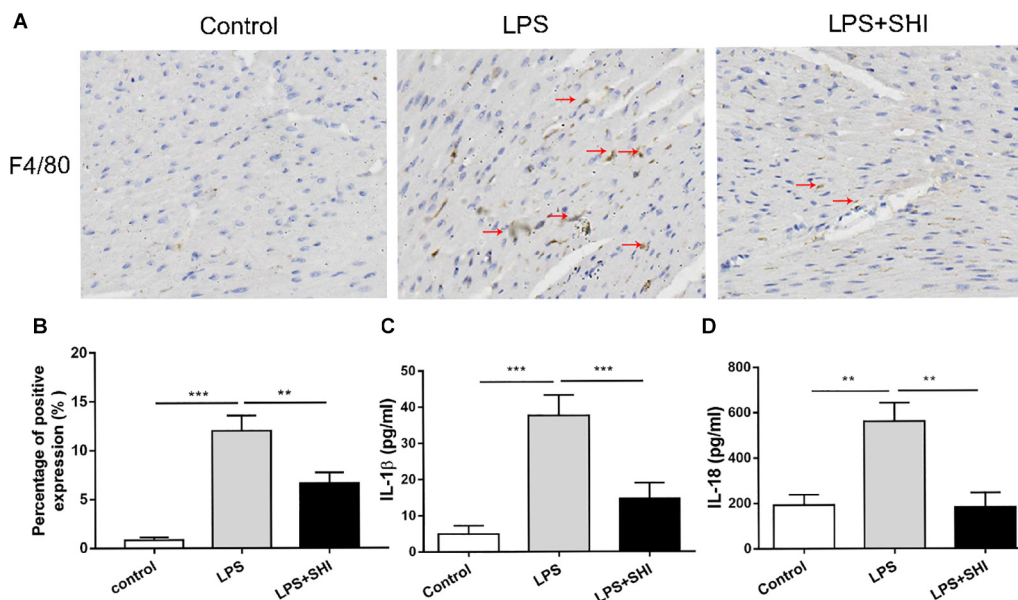 A
Control
LPS
LPS+SHI
F4/80
B
Percentage of positive
expression (% )
20
15
10
5
0
***
**
control
LPS
LPS+SHI
C
IL-1β (pg/ml)
50
40
30
20
10
0
***
***
Control
LPS
LPS+SHI
D
IL-18 (pg/ml)
800
600
400
200
0
**
**
Control
LPS
LPS+SHI